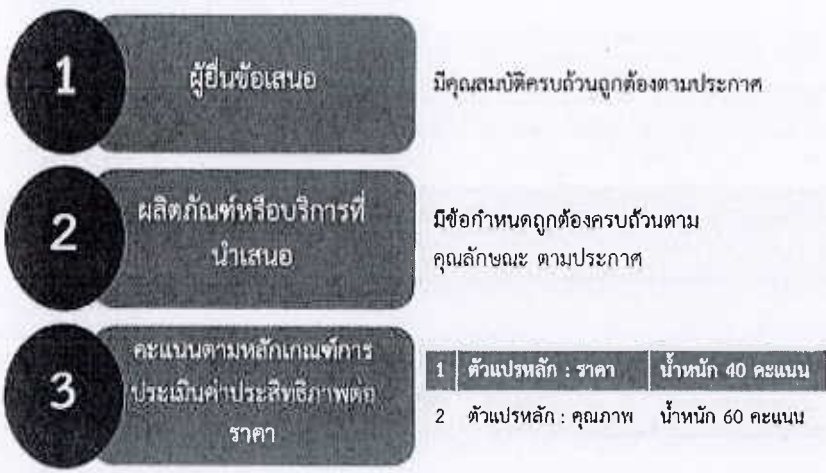 1
ผู้ยื่นข้อเสนอ
มีคุณสมบัติครบถ้วนถูกต้องตามประกาศ
2
ผลิตภัณฑ์หรือบริการที่
นำเสนอ
มีข้อกำหนดถูกต้องครบถ้วนตาม
คุณลักษณะ ตามประกาศ
3
คะแนนตามหลักเกณฑ์การ
ประเมินค่าประสิทธิภาพต่อ
ราคา
1 ตัวแปรหลัก : ราคา น้ำหนัก 40 คะแนน
2 ตัวแปรหลัก : คุณภาพ น้ำหนัก 60 คะแนน